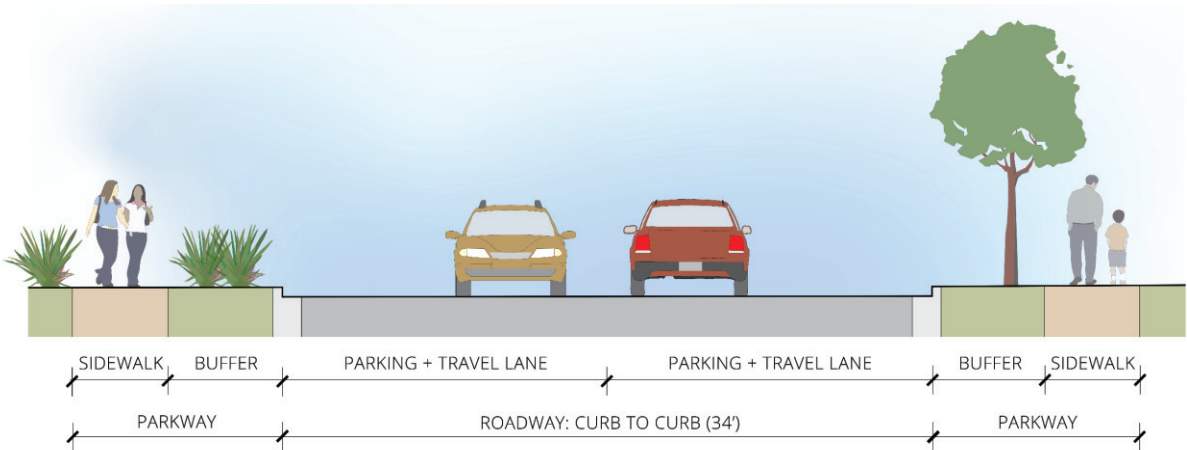 SIDEWALK BUFFER PARKING + TRAVEL LANE PARKING + TRAVEL LANE BUFFER SIDEWALK
PARKWAY ROADWAY: CURB TO CURB (34') PARKWAY